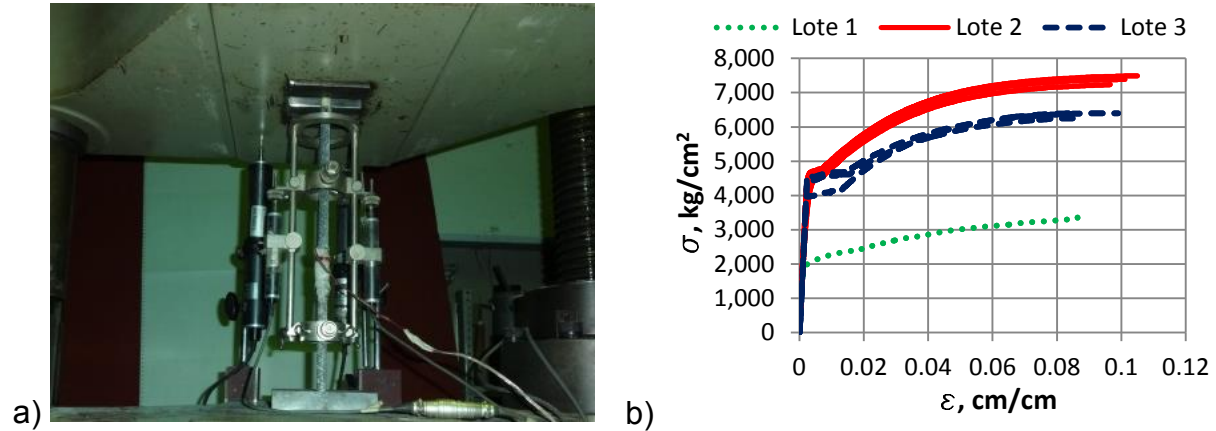 a)
b)
Lote 1 Lote 2 Lote 3
σ, kg/cm²
8,000
7,000
6,000
5,000
4,000
3,000
2,000
1,000
0
0 0.02 0.04 0.06 0.08 0.1 0.12
ε, cm/cm